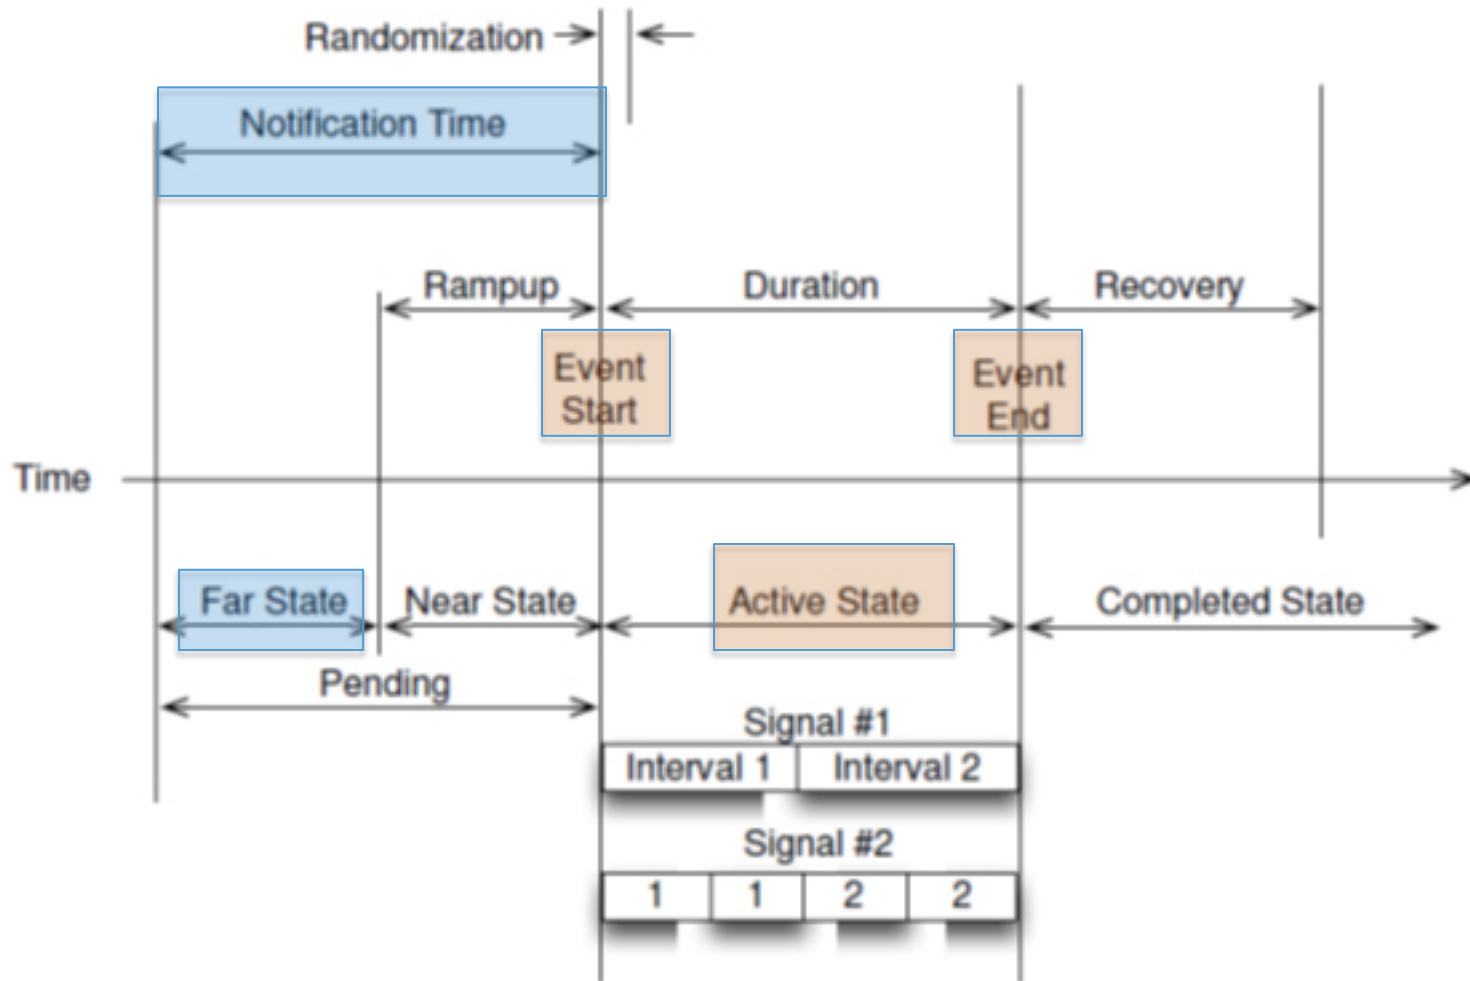 Randomization
Notification Time
Rampup
Duration
Recovery
Event
Start
Event
End
Time
Far State
Near State
Active State
Completed State
Pending
Signal #1
Interval 1
Interval 2
Signal #2
1
1
2
2